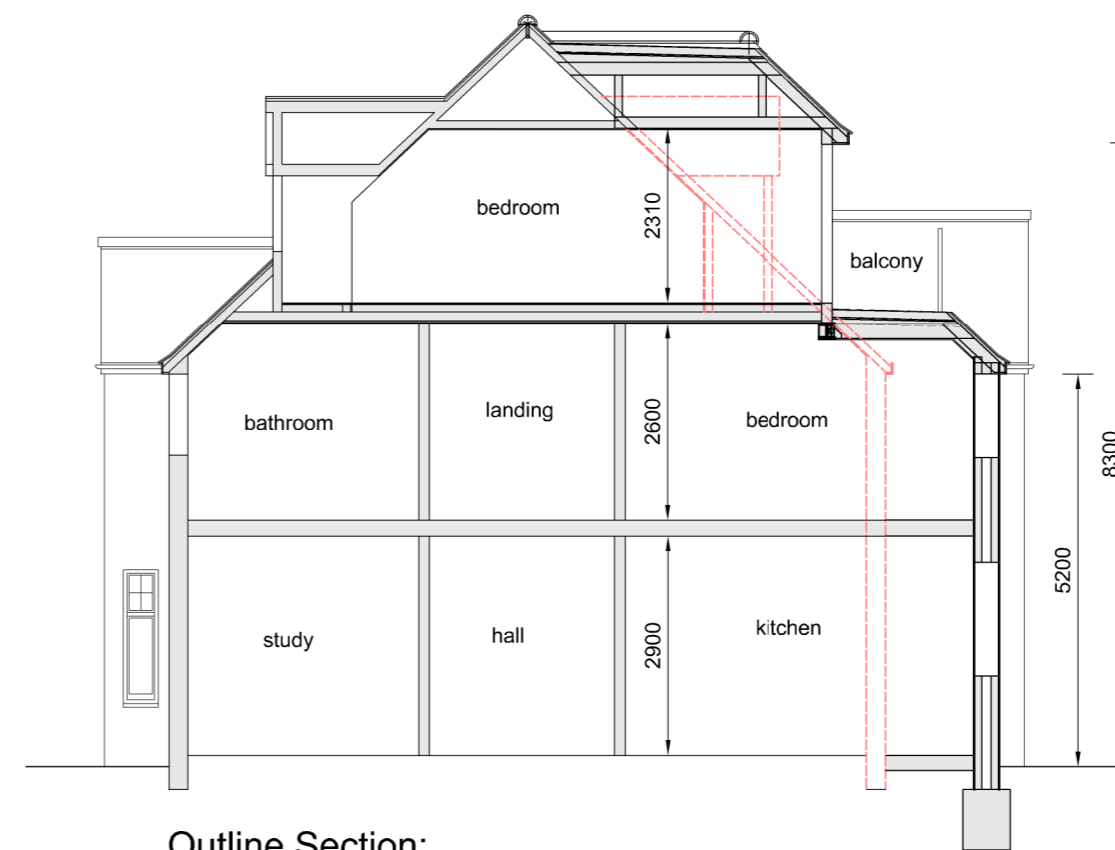 bedroom
2310
balcony
bathroom
landing
2600
bedroom
8300
5200
study
hall
2900
kitchen
Outline Section: